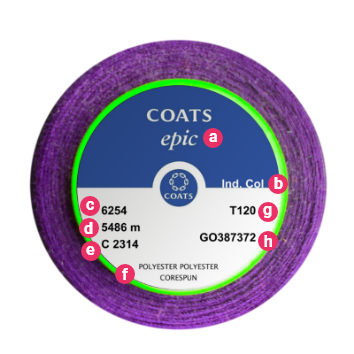 COATS
epic a
Ind. Col b
COATS
c 6254 T120 g
d 5486 m
e C 2314 GO387372 h
f POLYESTER POLYESTER
CORESPUN